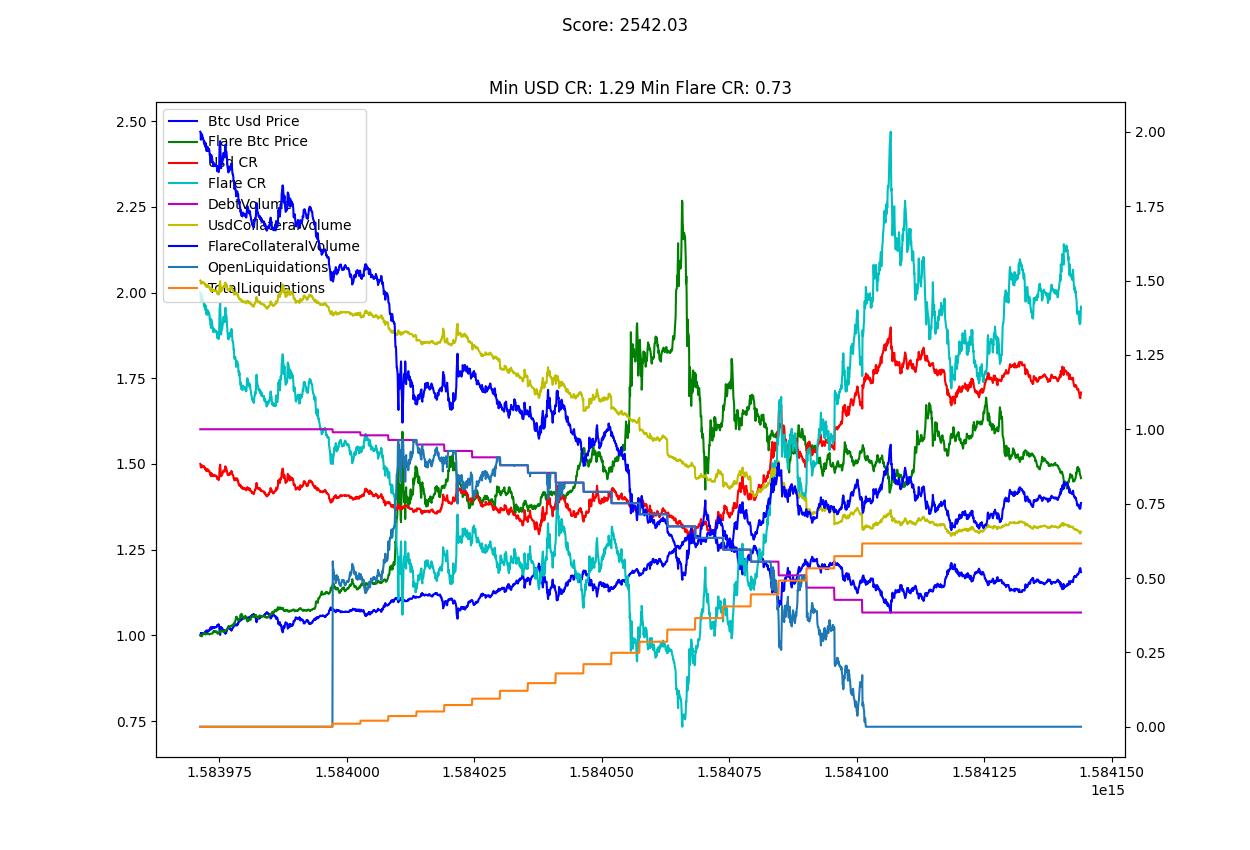 Score: 2542.03
Min USD CR: 1.29 Min Flare CR: 0.73
Btc Usd Price
Flare Btc Price
Usd CR
Flare CR
DebtVolume
UsdCollateralVolume
FlareCollateralVolume
OpenLiquidations
TotalLiquidations
2.50
2.25
2.00
1.75
1.50
1.25
1.00
0.75
2.00
1.75
1.50
1.25
1.00
0.75
0.50
0.25
0.00
1.583975 1.584000 1.584025 1.584050 1.584075 1.584100 1.584125 1.584150
1e15